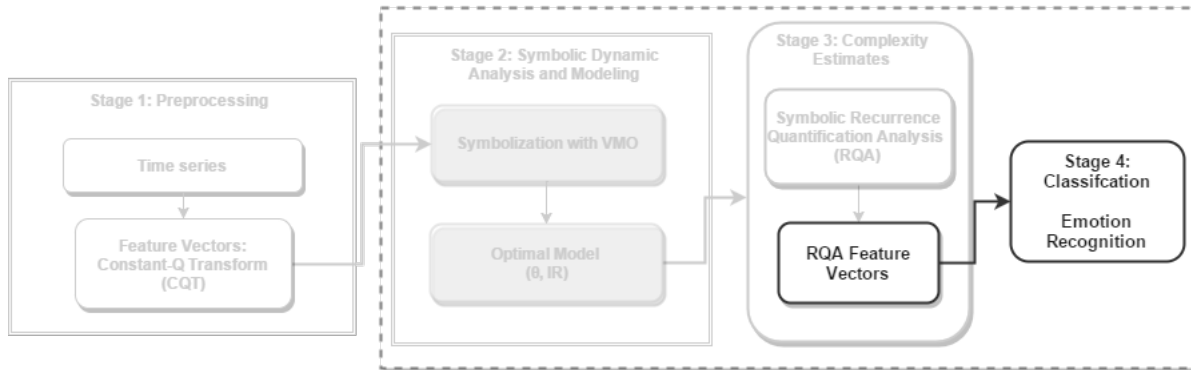 Stage 1: Preprocessing
Time series
Feature Vectors:
Constant-Q Transform
(CQT)
Stage 2: Symbolic Dynamic
Analysis and Modeling
Symbolization with VMO
Optimal Model
(θ, IR)
Stage 3: Complexity
Estimates
Symbolic Recurrence
Quantification Analysis
(RQA)
RQA Feature
Vectors
Stage 4:
Classifcation
Emotion
Recognition